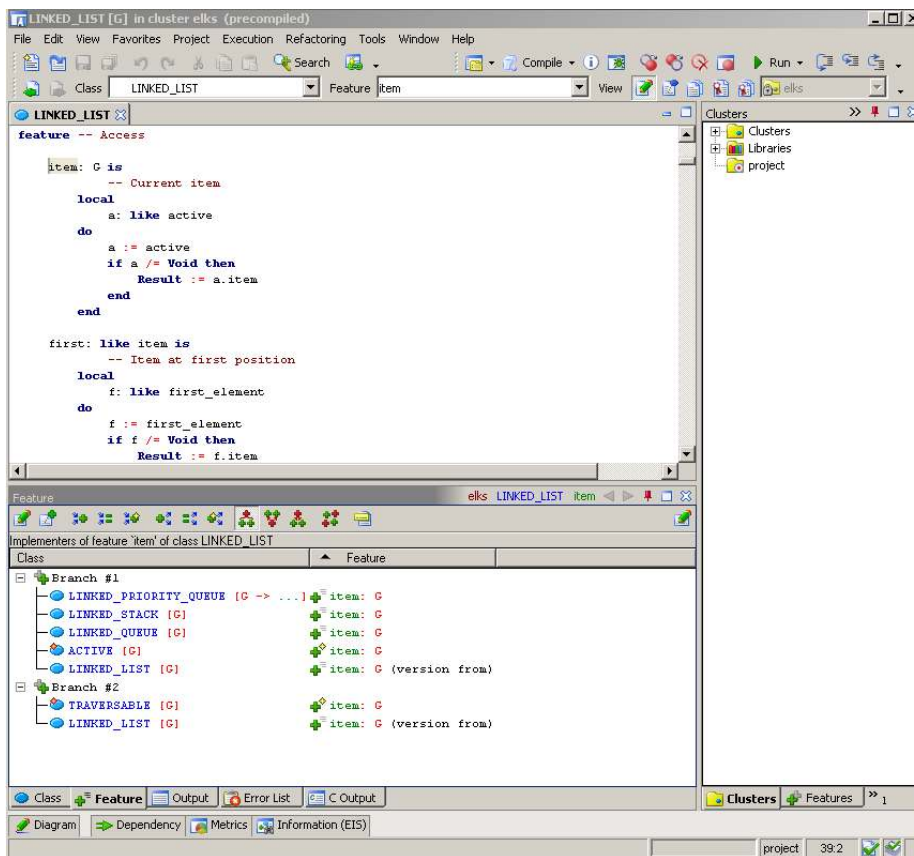 LINKED_LIST [G] in cluster elks (precompiled)
File Edit View Favorites Project Execution Refactoring Tools Window Help
Search Compile Run
Class LINKED_LIST Feature item View elks
LINKED_LIST
feature -- Access
item: G is
-- Current item
local
a: like active
do
a := active
if a /= Void then
Result := a.item
end
end
first: like item is
-- Item at first position
local
f: like first_element
do
f := first_element
if f /= Void then
Result := f.item
Clusters
Clusters
Libraries
project
Feature elks LINKED_LIST item
Implementers of feature `item' of class LINKED_LIST
Class Feature
Branch #1
LINKED_PRIORITY_QUEUE [G -> ...] item: G
LINKED_STACK [G] item: G
LINKED_QUEUE [G] item: G
ACTIVE [G] item: G
LINKED_LIST [G] item: G (version from)
Branch #2
TRAVERSABLE [G] item: G
LINKED_LIST [G] item: G (version from)
Class Feature Output Error List C Output
Clusters Features » 1
Diagram Dependency Metrics Information (EIS)
project 39:2